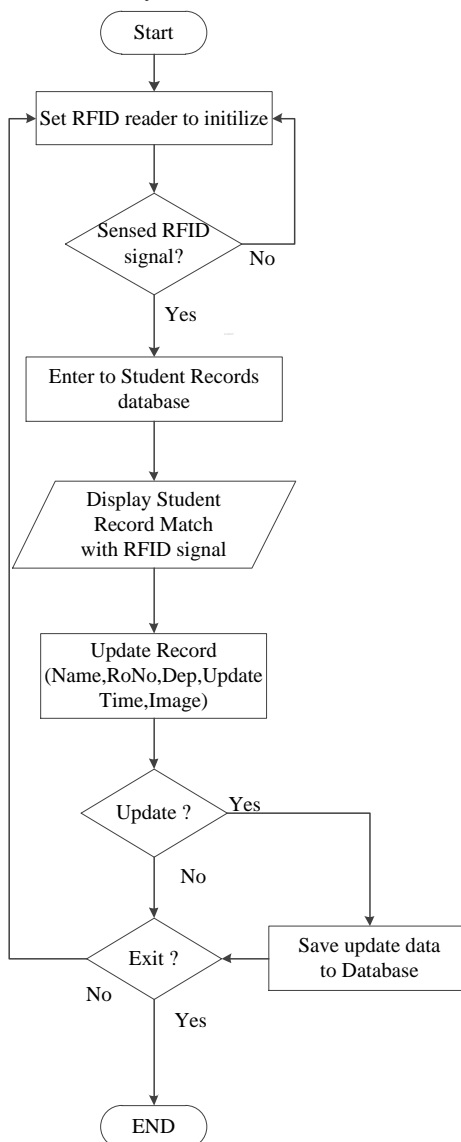 Start
Set RFID reader to initilize
Sensed RFID
signal?
No
Yes
Enter to Student Records
database
Display Student
Record Match
with RFID signal
Update Record
(Name,RoNo,Dep,Update
Time,Image)
Update ?
Yes
No
Exit ?
Save update data
to Database
No
Yes
END